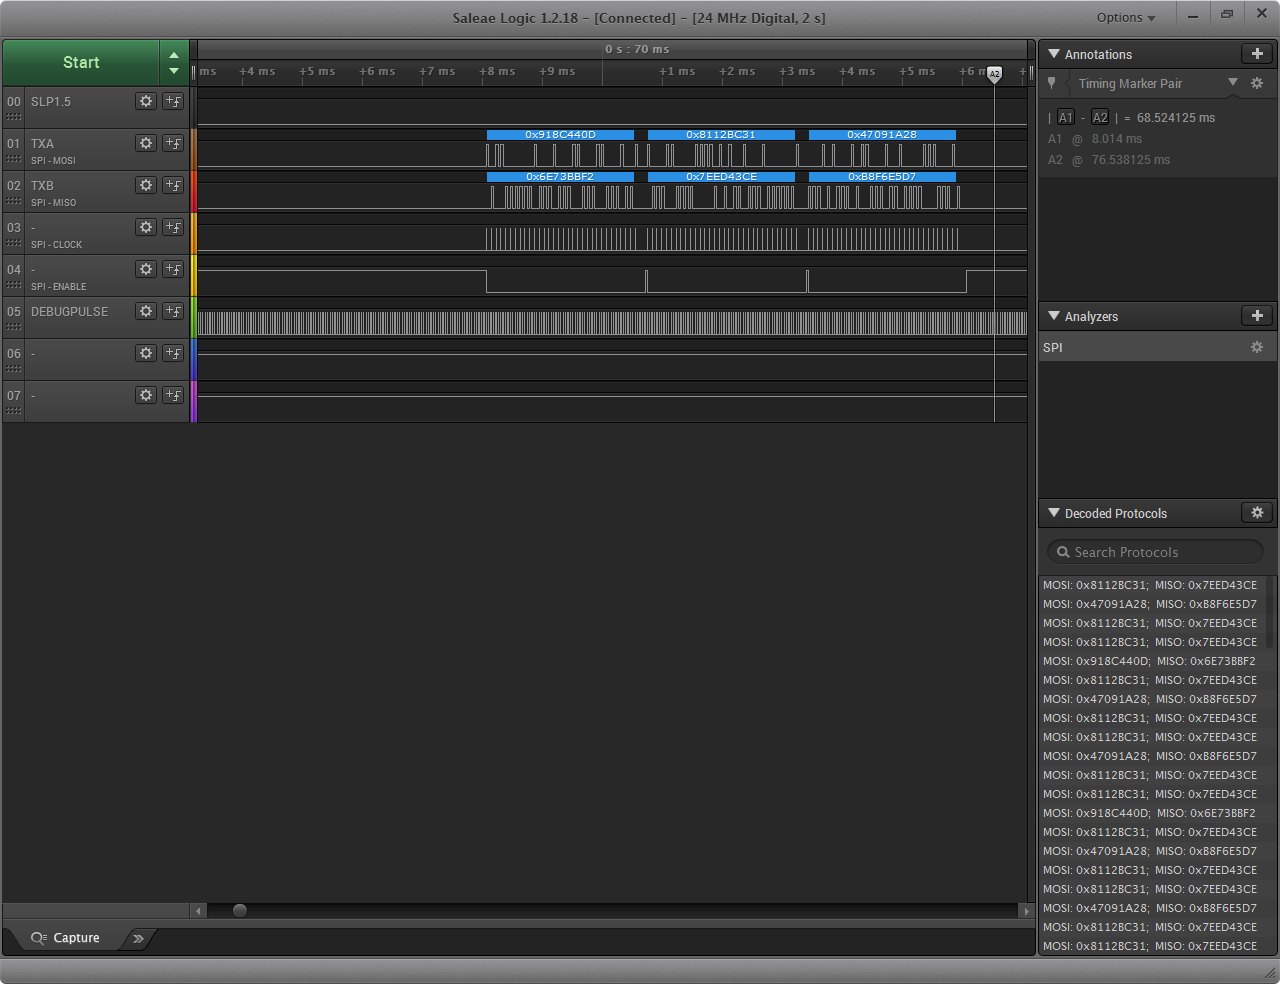 Saleae Logic 1.2.18 - [Connected] - [24 MHz Digital, 2 s]
Options
Start
0 s : 70 ms
ms +4 ms +5 ms +6 ms +7 ms +8 ms +9 ms +1 ms +2 ms +3 ms +4 ms +5 ms +6 m A2 +
00 SLP1.5
01 TXA
SPI - MOSI
0x918C440D 0x8112BC31 0x47091A28
02 TXB
SPI - MISO
0x6E73BBF2 0x7EED43CE 0xB8F6E5D7
03 -
SPI - CLOCK
04 -
SPI - ENABLE
05 DEBUGPULSE
06 -
07 -
Capture
Annotations
Timing Marker Pair
| A1 - A2 | = 68.524125 ms
A1 @ 8.014 ms
A2 @ 76.538125 ms
Analyzers
SPI
Decoded Protocols
Search Protocols
MOSI: 0x8112BC31; MISO: 0x7EED43CE
MOSI: 0x47091A28; MISO: 0xB8F6E5D7
MOSI: 0x8112BC31; MISO: 0x7EED43CE
MOSI: 0x8112BC31; MISO: 0x7EED43CE
MOSI: 0x918C440D; MISO: 0x6E73BBF2
MOSI: 0x8112BC31; MISO: 0x7EED43CE
MOSI: 0x47091A28; MISO: 0xB8F6E5D7
MOSI: 0x8112BC31; MISO: 0x7EED43CE
MOSI: 0x8112BC31; MISO: 0x7EED43CE
MOSI: 0x47091A28; MISO: 0xB8F6E5D7
MOSI: 0x8112BC31; MISO: 0x7EED43CE
MOSI: 0x8112BC31; MISO: 0x7EED43CE
MOSI: 0x918C440D; MISO: 0x6E73BBF2
MOSI: 0x8112BC31; MISO: 0x7EED43CE
MOSI: 0x47091A28; MISO: 0xB8F6E5D7
MOSI: 0x8112BC31; MISO: 0x7EED43CE
MOSI: 0x8112BC31; MISO: 0x7EED43CE
MOSI: 0x47091A28; MISO: 0xB8F6E5D7
MOSI: 0x8112BC31; MISO: 0x7EED43CE
MOSI: 0x8112BC31; MISO: 0x7EED43CE